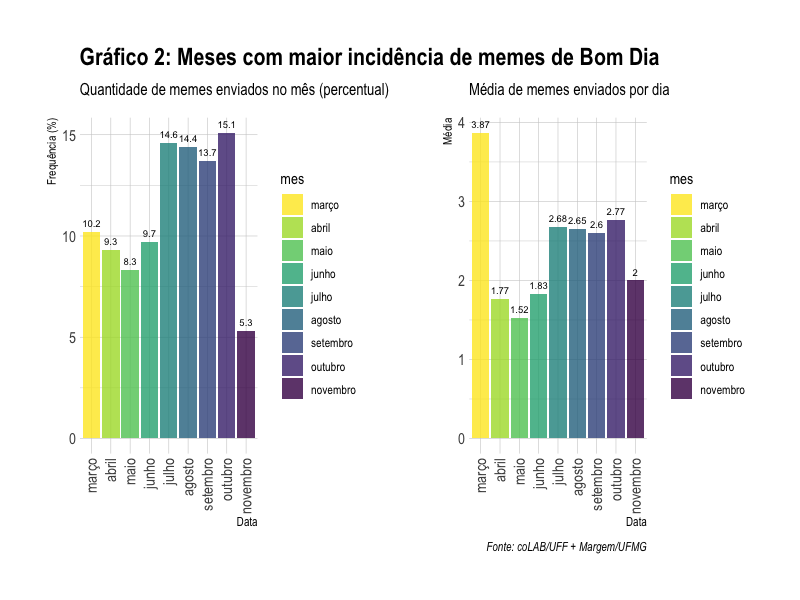 Gráfico 2: Meses com maior incidência de memes de Bom Dia
Quantidade de memes enviados no mês (percentual)
Frequência (%)
15
10
5
0
10.2
9.3
8.3
9.7
14.6
14.4
13.7
15.1
5.3
março
abril
maio
junho
julho
agosto
setembro
outubro
novembro
Data
mes
março
abril
maio
junho
julho
agosto
setembro
outubro
novembro
Média de memes enviados por dia
Média
4
3
2
1
0
3.87
1.77
1.52
1.83
2.68
2.65
2.6
2.77
2
março
abril
maio
junho
julho
agosto
setembro
outubro
novembro
Data
mes
março
abril
maio
junho
julho
agosto
setembro
outubro
novembro
Fonte: coLAB/UFF + Margem/UFMG